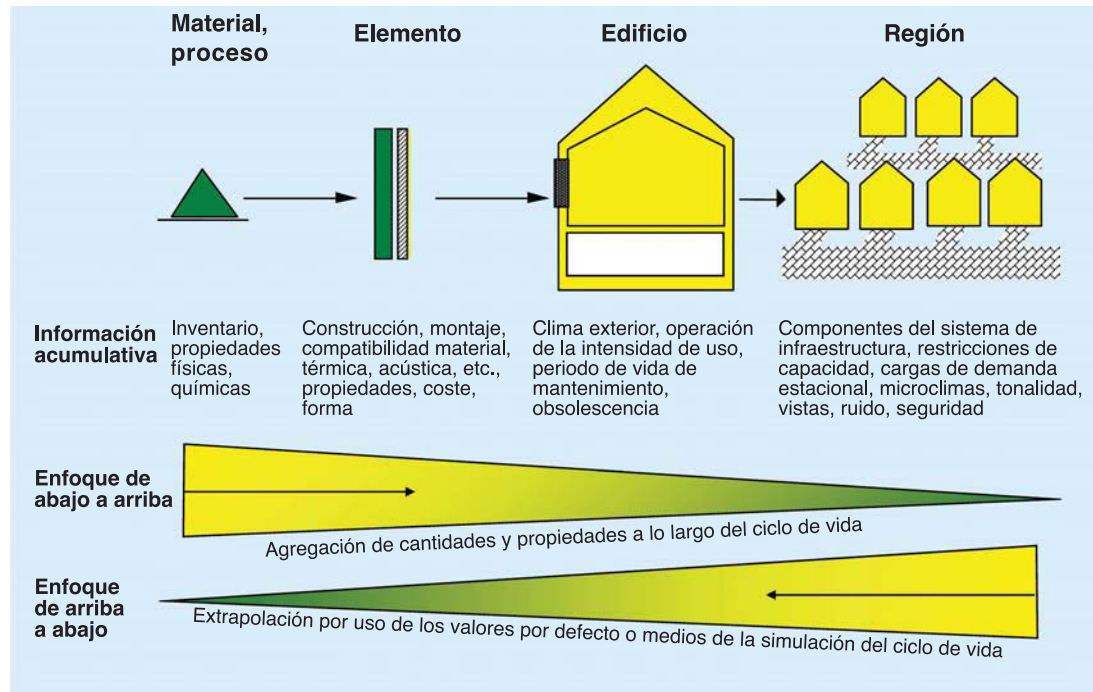 Material,
proceso
Elemento
Edificio
Región
Información
acumulativa
Inventario,
propiedades
físicas,
químicas
Construcción, montaje,
compatibilidad material,
térmica, acústica, etc.,
propiedades, coste,
forma
Clima exterior, operación
de la intensidad de uso,
periodo de vida de
mantenimiento,
obsolescencia
Componentes del sistema de
infraestructura, restricciones de
capacidad, cargas de demanda
estacional, microclimas, tonalidad,
vistas, ruido, seguridad
Enfoque de
abajo a arriba
Agregación de cantidades y propiedades a lo largo del ciclo de vida
Enfoque
de arriba
a abajo
Extrapolación por uso de los valores por defecto o medios de la simulación del ciclo de vida